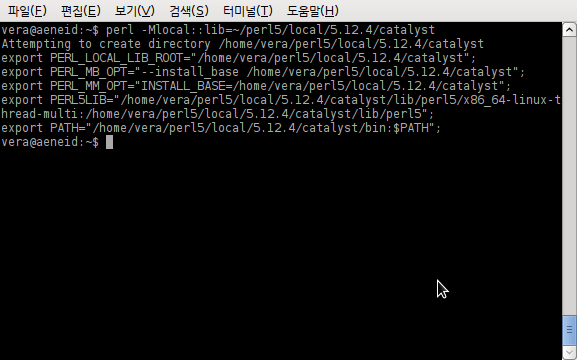 파일(F) 편집(E) 보기(V) 검색(S) 터미널(T) 도움말(H)
vera@aeneid:~$ perl -Mlocal::lib=~/perl5/local/5.12.4/catalyst
Attempting to create directory /home/vera/perl5/local/5.12.4/catalyst
export PERL_LOCAL_LIB_ROOT="/home/vera/perl5/local/5.12.4/catalyst";
export PERL_MB_OPT="--install_base /home/vera/perl5/local/5.12.4/catalyst";
export PERL_MM_OPT="INSTALL_BASE=/home/vera/perl5/local/5.12.4/catalyst";
export PERL5LIB="/home/vera/perl5/local/5.12.4/catalyst/lib/perl5/x86_64-linux-t
hread-multi:/home/vera/perl5/local/5.12.4/catalyst/lib/perl5";
export PATH="/home/vera/perl5/local/5.12.4/catalyst/bin:$PATH";
vera@aeneid:~$